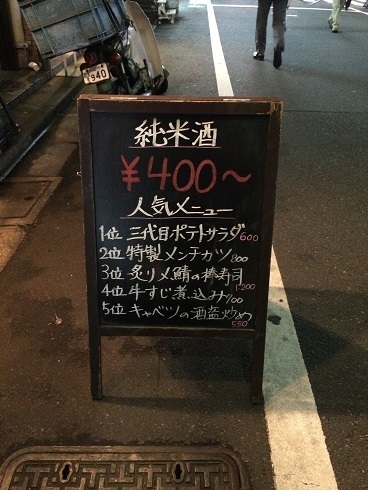 純米酒
¥400~
人気メニュー
1位 三代目ポテトサラダ 600
2位 特製メンチカツ 800
3位 炙り〆鯖の棒寿司 1200
4位 牛すじ煮込み 700
5位 キャベツの酒盗炒め 550
940